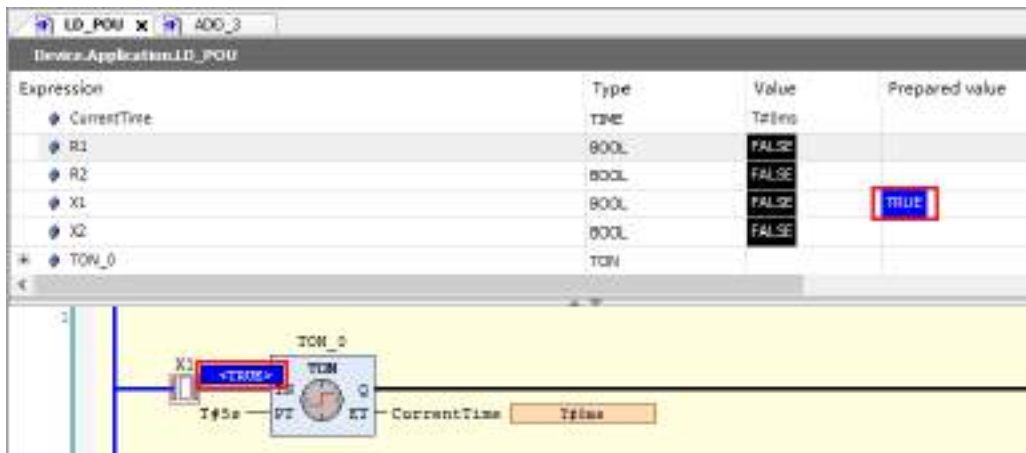 LD_POU ADD_3
Device.Application.LD_POU
Expression Type Value Prepared value
CurrentTime TIME T#0ms
R1 BOOL FALSE
R2 BOOL FALSE
X1 BOOL FALSE TRUE
X2 BOOL FALSE
TON_0 TON
1
TON_0
X1 <TRUE> TON
IN Q
T#5s PT ET CurrentTime T#0ms